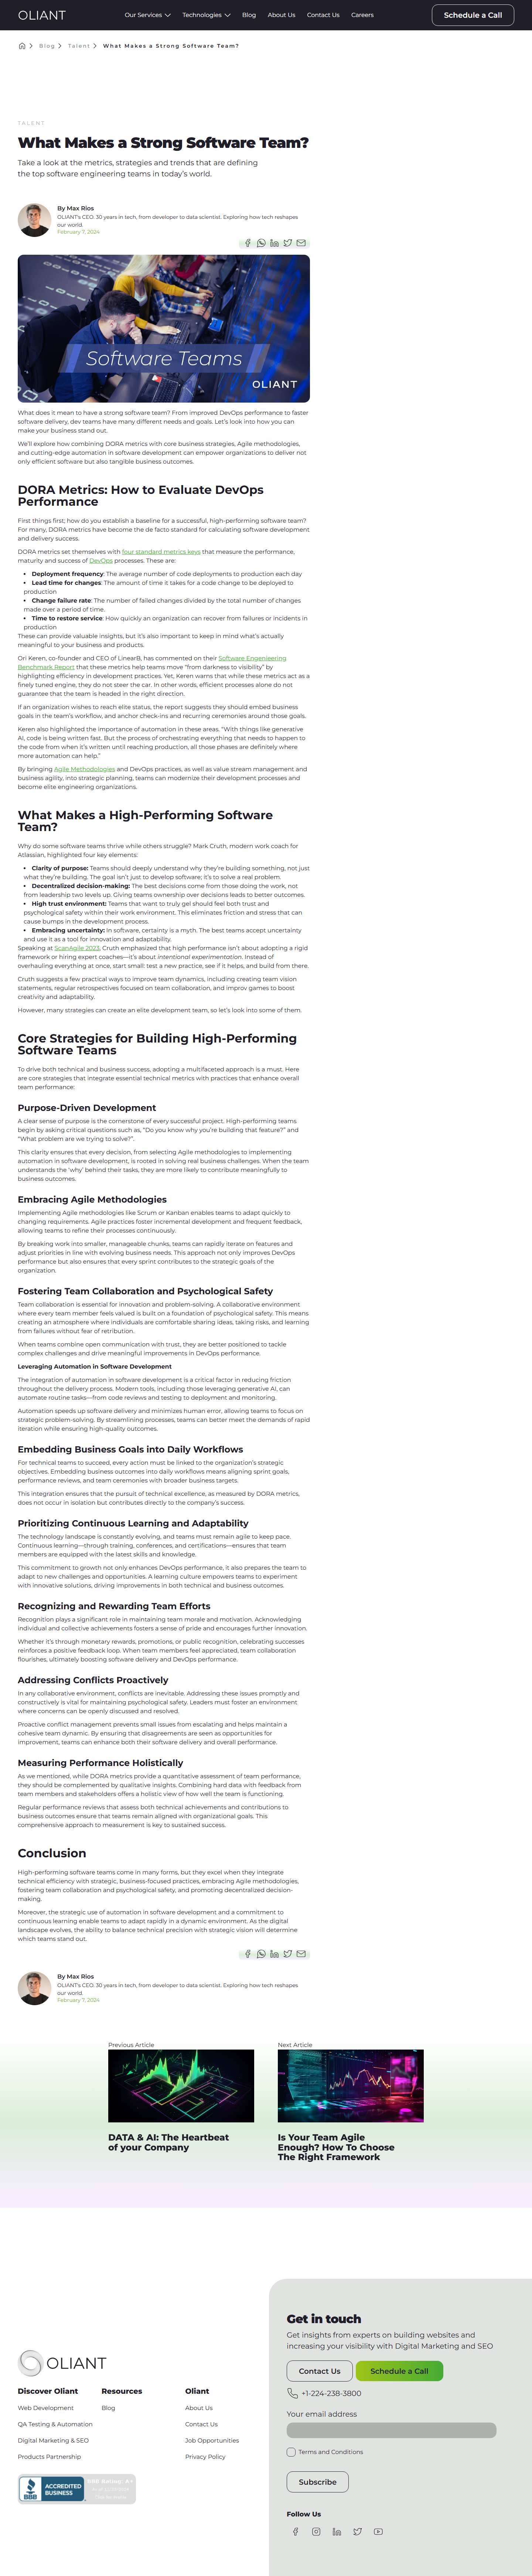 OLIANT
Our Services
Technologies
Blog
About Us
Contact Us
Careers
Schedule a Call
Blog
Talent
What Makes a Strong Software Team?
TALENT
What Makes a Strong Software Team?
Take a look at the metrics, strategies and trends that are defining
the top software engineering teams in today’s world.
By Max Rios
OLIANT's CEO. 30 years in tech, from developer to data scientist. Exploring how tech reshapes
our world.
February 7, 2024
Software Teams
OLIANT
What does it mean to have a strong software team? From improved DevOps performance to faster
software delivery, dev teams have many different needs and goals. Let’s look into how you can
make your business stand out.
We’ll explore how combining DORA metrics with core business strategies, Agile methodologies,
and cutting-edge automation in software development can empower organizations to deliver not
only efficient software but also tangible business outcomes.
DORA Metrics: How to Evaluate DevOps
Performance
First things first; how do you establish a baseline for a successful, high-performing software team?
For many, DORA metrics have become the de facto standard for calculating software development
and delivery success.
DORA metrics set themselves with four standard metrics keys that measure the performance,
maturity and success of DevOps processes. These are:
• Deployment frequency: The average number of code deployments to production each day
• Lead time for changes: The amount of time it takes for a code change to be deployed to
production
• Change failure rate: The number of failed changes divided by the total number of changes
made over a period of time.
• Time to restore service: How quickly an organization can recover from failures or incidents in
production
These can provide valuable insights, but it’s also important to keep in mind what’s actually
meaningful to your business and products.
Ori Keren, co-founder and CEO of LinearB, has commented on their Software Engenieering
Benchmark Report that these metrics help teams move “from darkness to visibility” by
highlighting efficiency in development practices. Yet, Keren warns that while these metrics act as a
finely tuned engine, they do not steer the car. In other words, efficient processes alone do not
guarantee that the team is headed in the right direction.
If an organization wishes to reach elite status, the report suggests they should embed business
goals in the team’s workflow, and anchor check-ins and recurring ceremonies around those goals.
Keren also highlighted the importance of automation in these areas. “With things like generative
AI, code is being written fast. But the process of orchestrating everything that needs to happen to
the code from when it’s written until reaching production, all those phases are definitely where
more automation can help.”
By bringing Agile Methodologies and DevOps practices, as well as value stream management and
business agility, into strategic planning, teams can modernize their development processes and
become elite engineering organizations.
What Makes a High-Performing Software
Team?
Why do some software teams thrive while others struggle? Mark Cruth, modern work coach for
Atlassian, highlighted four key elements:
• Clarity of purpose: Teams should deeply understand why they’re building something, not just
what they’re building. The goal isn’t just to develop software; it’s to solve a real problem.
• Decentralized decision-making: The best decisions come from those doing the work, not
from leadership two levels up. Giving teams ownership over decisions leads to better outcomes.
• High trust environment: Teams that want to truly gel should feel both trust and
psychological safety within their work environment. This eliminates friction and stress that can
cause bumps in the development process.
• Embracing uncertainty: In software, certainty is a myth. The best teams accept uncertainty
and use it as a tool for innovation and adaptability.
Speaking at ScanAgile 2023, Cruth emphasized that high performance isn’t about adopting a rigid
framework or hiring expert coaches—it’s about intentional experimentation. Instead of
overhauling everything at once, start small: test a new practice, see if it helps, and build from there.
Cruth suggests a few practical ways to improve team dynamics, including creating team vision
statements, regular retrospectives focused on team collaboration, and improv games to boost
creativity and adaptability.
However, many strategies can create an elite development team, so let’s look into some of them.
Core Strategies for Building High-Performing
Software Teams
To drive both technical and business success, adopting a multifaceted approach is a must. Here
are core strategies that integrate essential technical metrics with practices that enhance overall
team performance:
Purpose-Driven Development
A clear sense of purpose is the cornerstone of every successful project. High-performing teams
begin by asking critical questions such as, “Do you know why you’re building that feature?” and
“What problem are we trying to solve?”.
This clarity ensures that every decision, from selecting Agile methodologies to implementing
automation in software development, is rooted in solving real business challenges. When the team
understands the ‘why’ behind their tasks, they are more likely to contribute meaningfully to
business outcomes.
Embracing Agile Methodologies
Implementing Agile methodologies like Scrum or Kanban enables teams to adapt quickly to
changing requirements. Agile practices foster incremental development and frequent feedback,
allowing teams to refine their processes continuously.
By breaking work into smaller, manageable chunks, teams can rapidly iterate on features and
adjust priorities in line with evolving business needs. This approach not only improves DevOps
performance but also ensures that every sprint contributes to the strategic goals of the
organization.
Fostering Team Collaboration and Psychological Safety
Team collaboration is essential for innovation and problem-solving. A collaborative environment
where every team member feels valued is built on a foundation of psychological safety. This means
creating an atmosphere where individuals are comfortable sharing ideas, taking risks, and learning
from failures without fear of retribution.
When teams combine open communication with trust, they are better positioned to tackle
complex challenges and drive meaningful improvements in DevOps performance.
Leveraging Automation in Software Development
The integration of automation in software development is a critical factor in reducing friction
throughout the delivery process. Modern tools, including those leveraging generative AI, can
automate routine tasks—from code reviews and testing to deployment and monitoring.
Automation speeds up software delivery and minimizes human error, allowing teams to focus on
strategic problem-solving. By streamlining processes, teams can better meet the demands of rapid
iteration while ensuring high-quality outcomes.
Embedding Business Goals into Daily Workflows
For technical teams to succeed, every action must be linked to the organization’s strategic
objectives. Embedding business outcomes into daily workflows means aligning sprint goals,
performance reviews, and team ceremonies with broader business targets.
This integration ensures that the pursuit of technical excellence, as measured by DORA metrics,
does not occur in isolation but contributes directly to the company’s success.
Prioritizing Continuous Learning and Adaptability
The technology landscape is constantly evolving, and teams must remain agile to keep pace.
Continuous learning—through training, conferences, and certifications—ensures that team
members are equipped with the latest skills and knowledge.
This commitment to growth not only enhances DevOps performance, it also prepares the team to
adapt to new challenges and opportunities. A learning culture empowers teams to experiment
with innovative solutions, driving improvements in both technical and business outcomes.
Recognizing and Rewarding Team Efforts
Recognition plays a significant role in maintaining team morale and motivation. Acknowledging
individual and collective achievements fosters a sense of pride and encourages further innovation.
Whether it’s through monetary rewards, promotions, or public recognition, celebrating successes
reinforces a positive feedback loop. When team members feel appreciated, team collaboration
flourishes, ultimately boosting software delivery and DevOps performance.
Addressing Conflicts Proactively
In any collaborative environment, conflicts are inevitable. Addressing these issues promptly and
constructively is vital for maintaining psychological safety. Leaders must foster an environment
where concerns can be openly discussed and resolved.
Proactive conflict management prevents small issues from escalating and helps maintain a
cohesive team dynamic. By ensuring that disagreements are seen as opportunities for
improvement, teams can enhance both their software delivery and overall performance.
Measuring Performance Holistically
As we mentioned, while DORA metrics provide a quantitative assessment of team performance,
they should be complemented by qualitative insights. Combining hard data with feedback from
team members and stakeholders offers a holistic view of how well the team is functioning.
Regular performance reviews that assess both technical achievements and contributions to
business outcomes ensure that teams remain aligned with organizational goals. This
comprehensive approach to measurement is key to sustained success.
Conclusion
High-performing software teams come in many forms, but they excel when they integrate
technical efficiency with strategic, business-focused practices, embracing Agile methodologies,
fostering team collaboration and psychological safety, and promoting decentralized decision-
making.
Moreover, the strategic use of automation in software development and a commitment to
continuous learning enable teams to adapt rapidly in a dynamic environment. As the digital
landscape evolves, the ability to balance technical precision with strategic vision will determine
which teams stand out.
By Max Rios
OLIANT's CEO. 30 years in tech, from developer to data scientist. Exploring how tech reshapes
our world.
February 7, 2024
Previous Article
DATA & AI: The Heartbeat
of your Company
Next Article
Is Your Team Agile
Enough? How To Choose
The Right Framework
OLIANT
Discover Oliant
Web Development
QA Testing & Automation
Digital Marketing & SEO
Products Partnership
Resources
Blog
Oliant
About Us
Contact Us
Job Opportunities
Privacy Policy
BBB
ACCREDITED
BUSINESS
BBB Rating: A+
Get in touch
Get insights from experts on building websites and
increasing your visibility with Digital Marketing and SEO
Contact Us
Schedule a Call
+1-224-238-3800
Your email address
Terms and Conditions
Subscribe
Follow Us